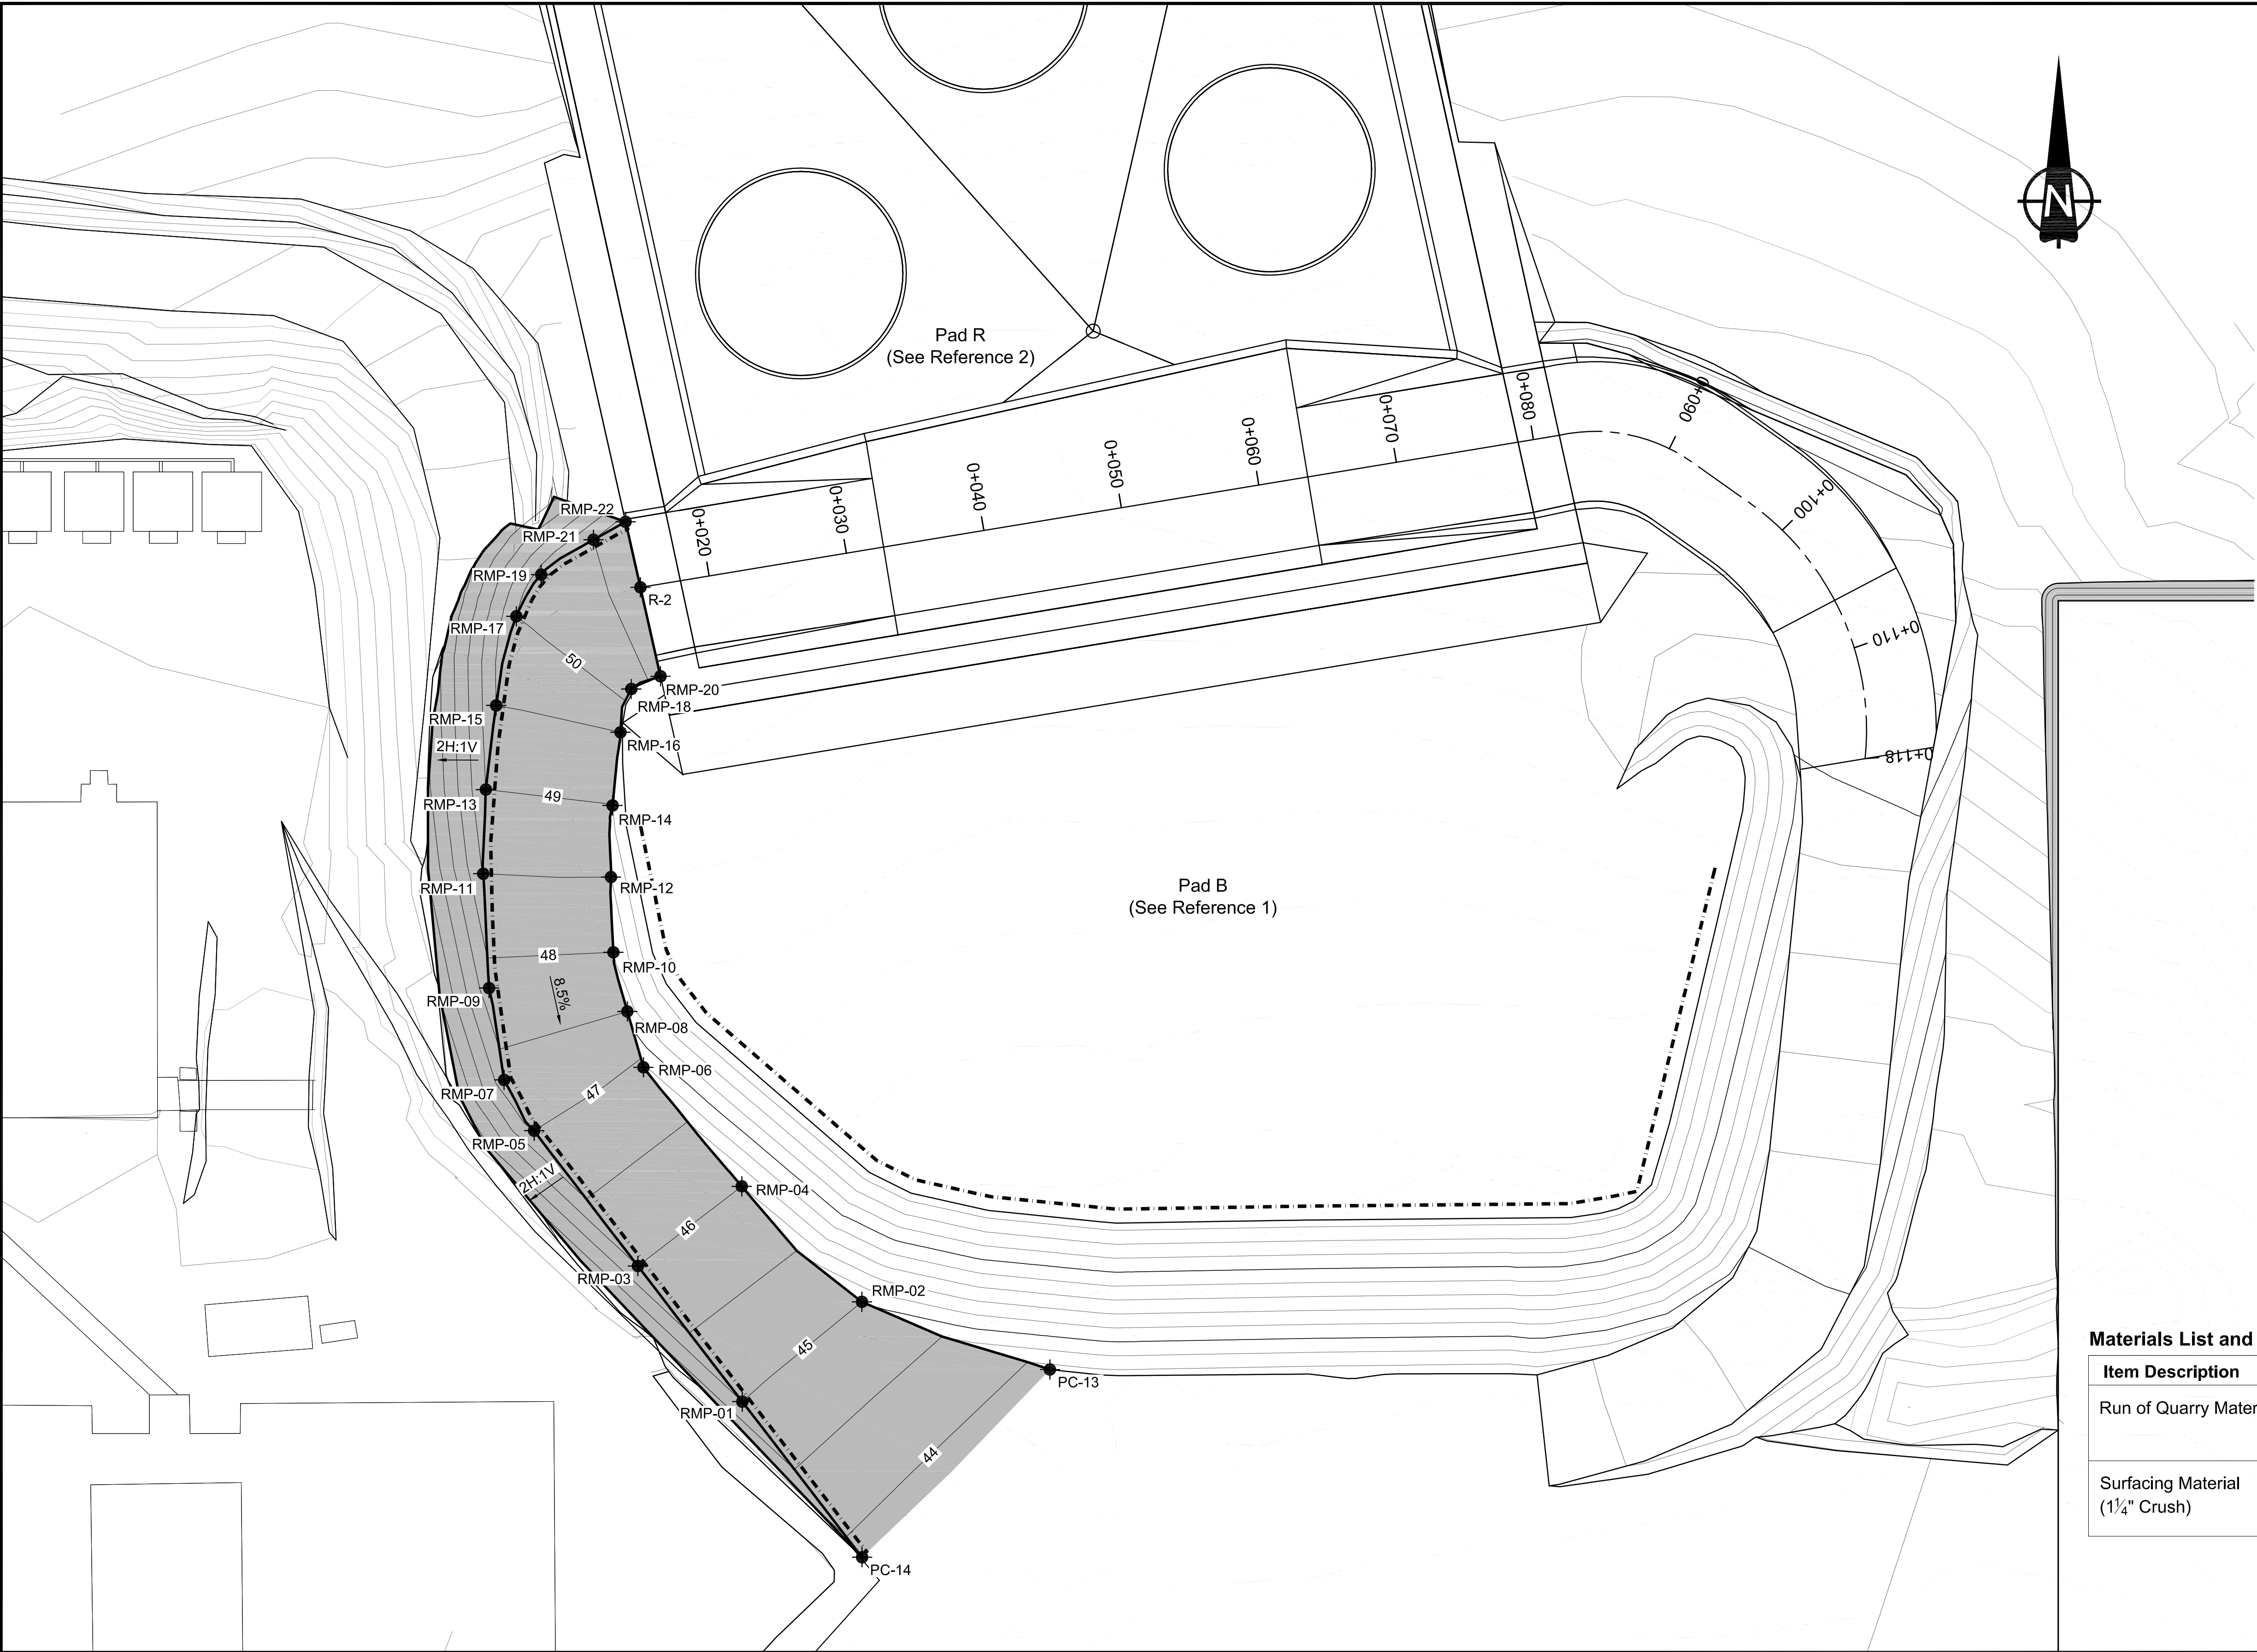 N
Pad R
(See Reference 2)
0+080
0+090
0+070
0+060
0+050
0+040
0+030
0+020
0+100
0+110
0+118
RMP-22
RMP-21
RMP-19
R-2
RMP-17
50
RMP-20
RMP-18
RMP-15
RMP-16
2H:1V
49
RMP-13
RMP-14
RMP-11
RMP-12
Pad B
(See Reference 1)
48
RMP-10
8.5%
RMP-09
RMP-08
RMP-06
47
RMP-07
RMP-05
2H:1V
RMP-04
46
RMP-03
RMP-02
45
PC-13
RMP-01
44
PC-14
Materials List and
Item Description
Run of Quarry Mater
Surfacing Material
(1¼" Crush)